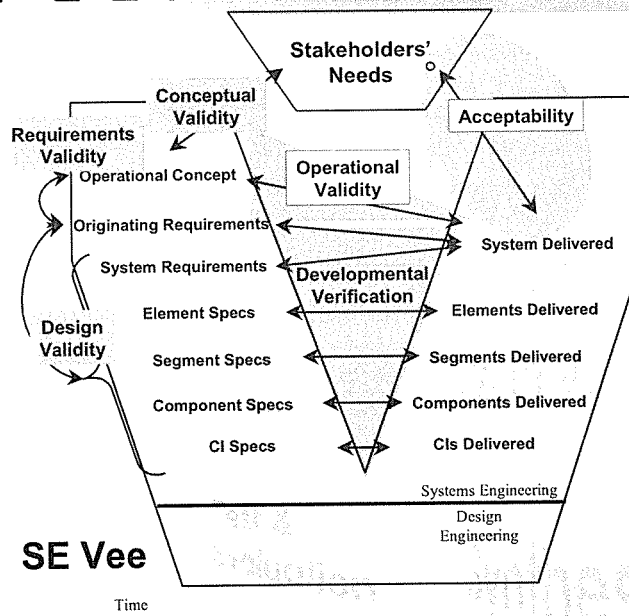 Stakeholders'
Needs
Conceptual
Validity
Acceptability
Requirements
Validity
Operational Concept
Operational
Validity
Originating Requirements
System Delivered
System Requirements
Developmental
Verification
Element Specs
Elements Delivered
Design
Validity
Segment Specs
Segments Delivered
Component Specs
Components Delivered
CI Specs
CIs Delivered
Systems Engineering
Design
Engineering
SE Vee
Time